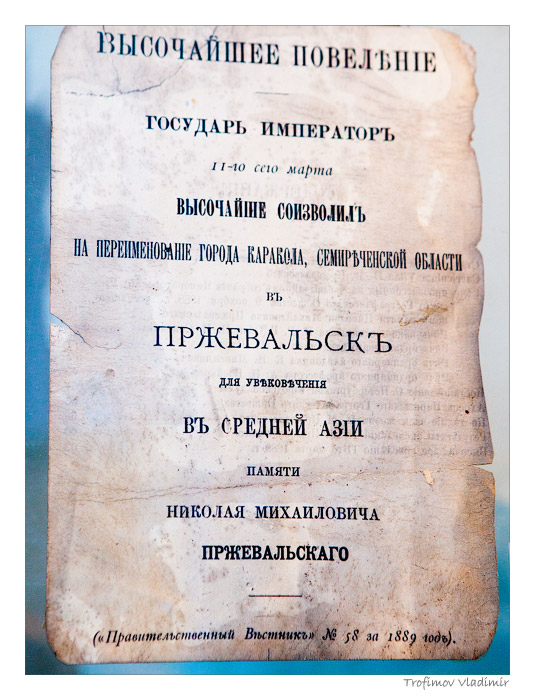 Высочайшее повелѣніе
ГОСУДАРЬ ИМПЕРАТОРЪ
11-го сего марта
ВЫСОЧАЙШЕ СОИЗВОЛИЛЪ
НА ПЕРЕИМЕНОВАНІЕ ГОРОДА КАРАКОЛА, СЕМИРѢЧЕНСКОЙ ОБЛАСТИ
ВЪ
ПРЖЕВАЛЬСКЪ
ДЛЯ УВѢКОВѢЧЕНІЯ
ВЪ СРЕДНЕЙ АЗІИ
ПАМЯТИ
НИКОЛАЯ МИХАИЛОВИЧА
ПРЖЕВАЛЬСКАГО
(«Правительственный Вѣстникъ» № 58 за 1889 годъ).
Trofimov Vladimir